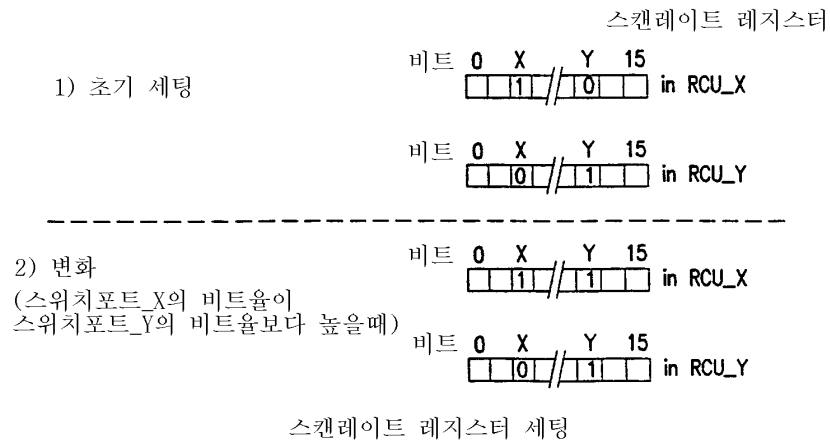 스캔레이트 레지스터
비트 0 X Y 15
1) 초기 세팅
1 0 in RCU_X
비트 0 X Y 15
0 1 in RCU_Y
2) 변화
(스위치포트_X의 비트율이
스위치포트_Y의 비트율보다 높을때)
비트 0 X Y 15
1 1 in RCU_X
비트 0 X Y 15
0 1 in RCU_Y
스캔레이트 레지스터 세팅